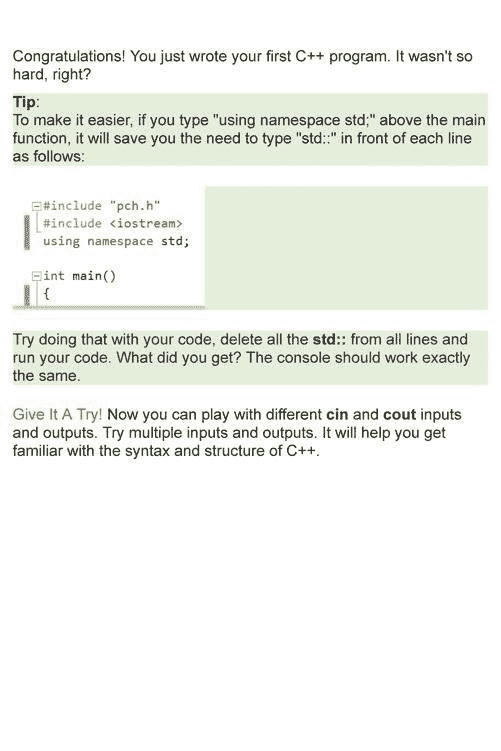 Congratulations! You just wrote your first C++ program. It wasn't so
hard, right?
Tip:
To make it easier, if you type "using namespace std;" above the main
function, it will save you the need to type "std::" in front of each line
as follows:
#include "pch.h"
#include <iostream>
using namespace std;
int main()
{
Try doing that with your code, delete all the std:: from all lines and
run your code. What did you get? The console should work exactly
the same.
Give It A Try! Now you can play with different cin and cout inputs
and outputs. Try multiple inputs and outputs. It will help you get
familiar with the syntax and structure of C++.